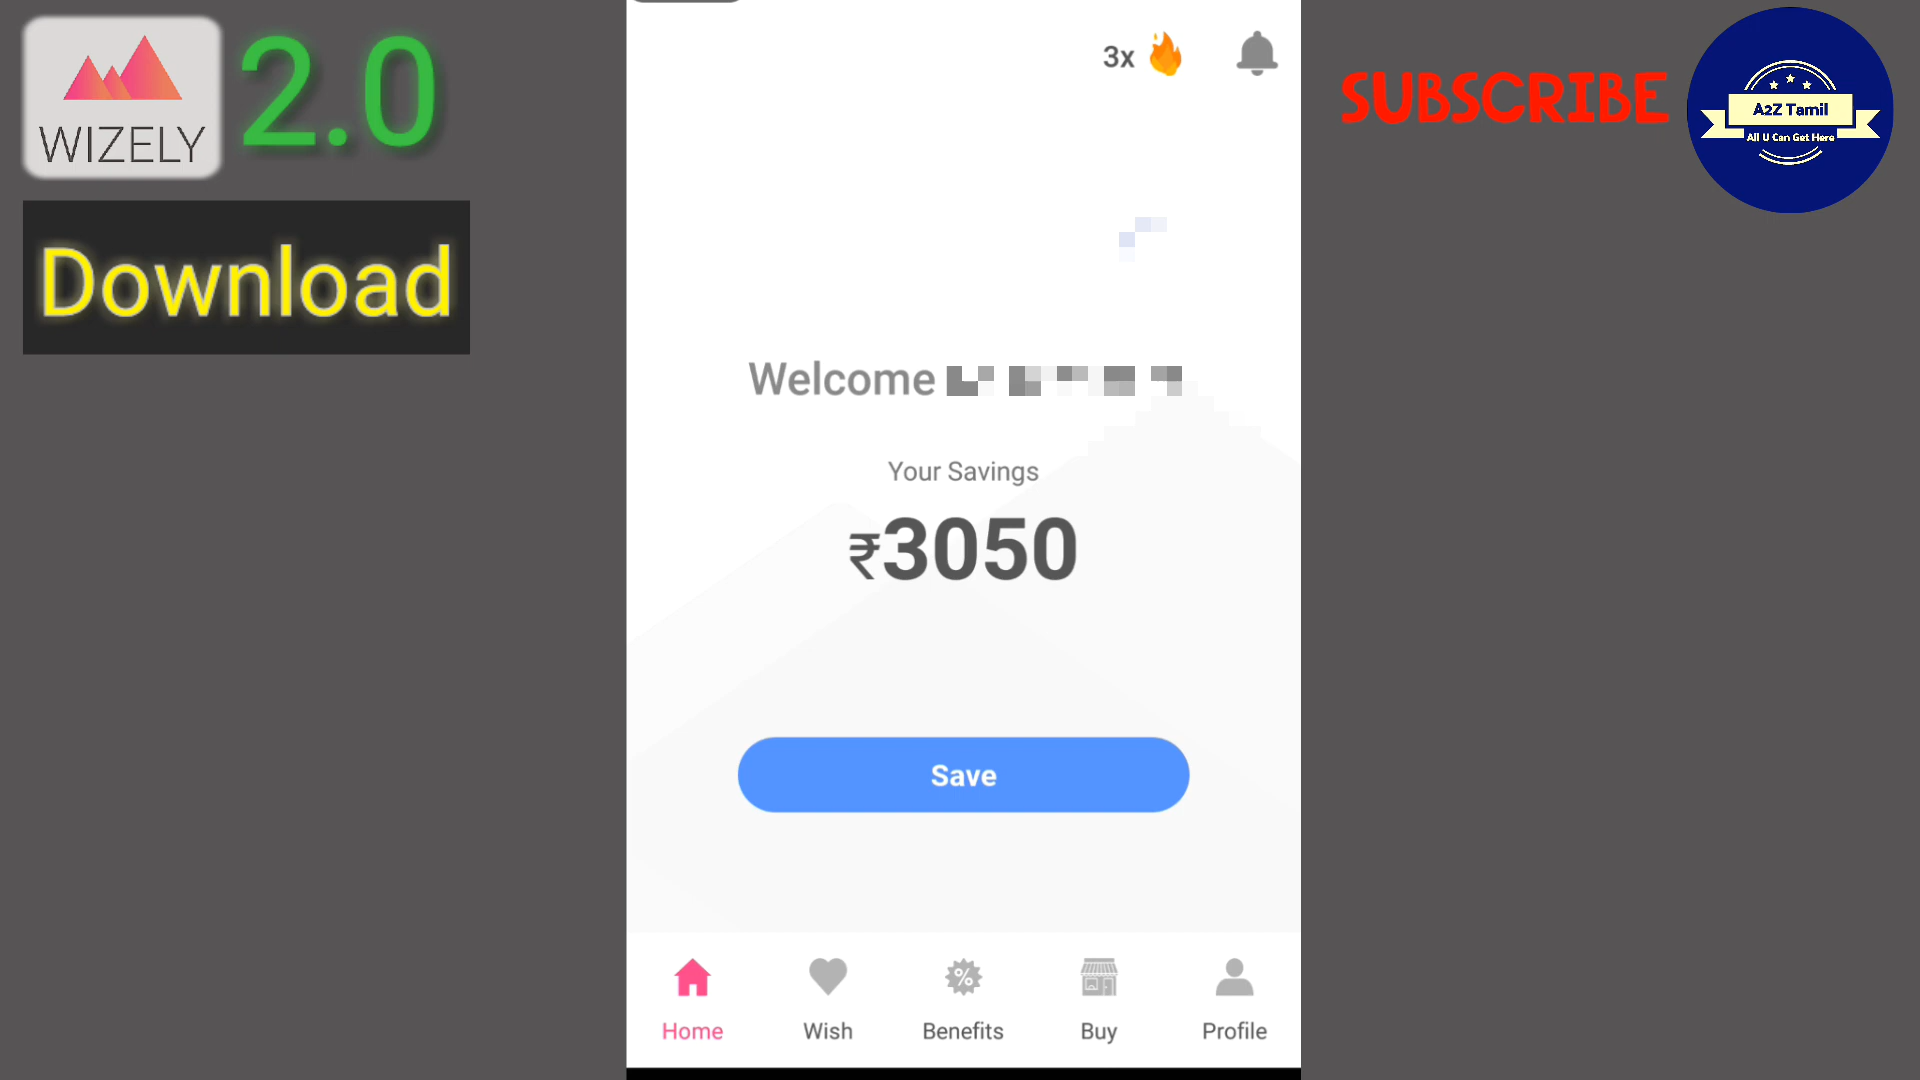 WIZELY
2.0
Download
3x
SUBSCRIBE
A2Z Tamil
All U Can Get Here
Welcome
Your Savings
₹3050
Save
Home
Wish
Benefits
Buy
Profile